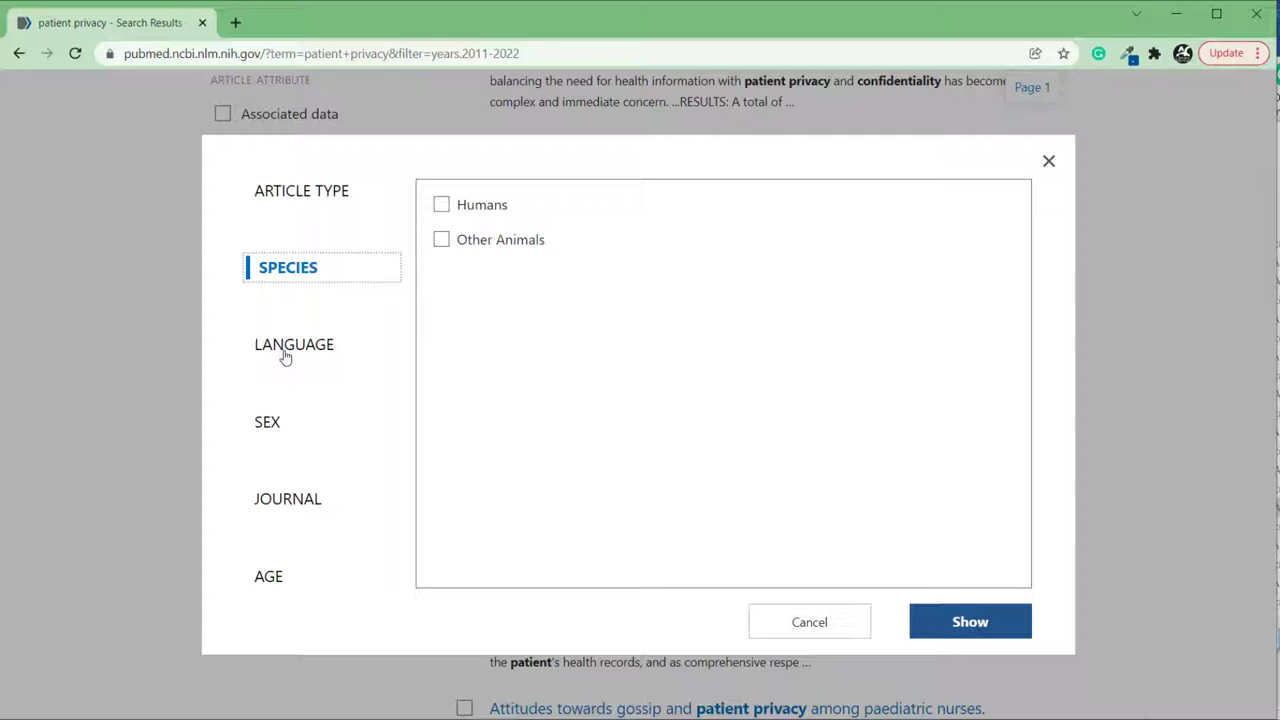 patient privacy - Search Results
pubmed.ncbi.nlm.nih.gov/?term=patient+privacy&filter=years.2011-2022
Update
ARTICLE ATTRIBUTE
Associated data
balancing the need for health information with patient privacy and confidentiality has become
complex and immediate concern. ...RESULTS: A total of ...
Page 1
ARTICLE TYPE
SPECIES
LANGUAGE
SEX
JOURNAL
AGE
Humans
Other Animals
Cancel
Show
the patient's health records, and as comprehensive respe ...
Attitudes towards gossip and patient privacy among paediatric nurses.